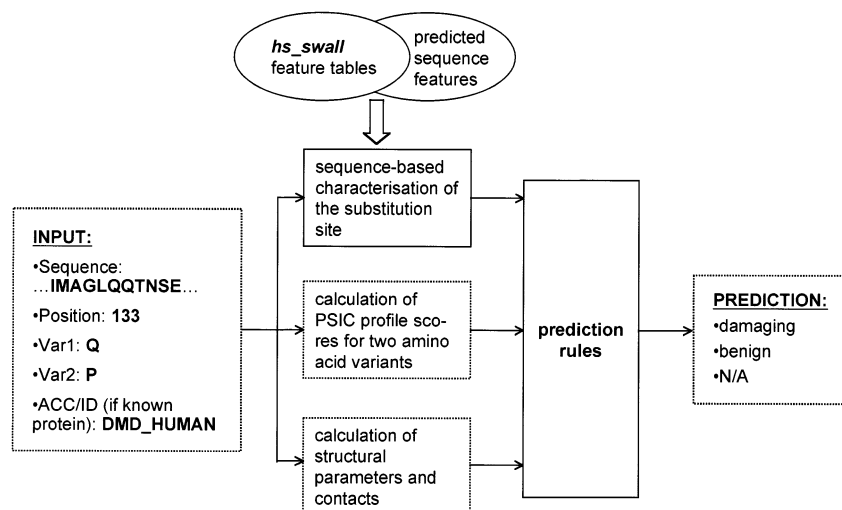 hs_swall
feature tables
predicted
sequence
features
sequence-based
characterisation of
the substitution
site
INPUT:
•Sequence:
…IMAGLQQTNSE…
•Position: 133
•Var1: Q
•Var2: P
•ACC/ID (if known
protein): DMD_HUMAN
calculation of
PSIC profile sco-
res for two amino
acid variants
calculation of
structural
parameters and
contacts
prediction
rules
PREDICTION:
•damaging
•benign
•N/A